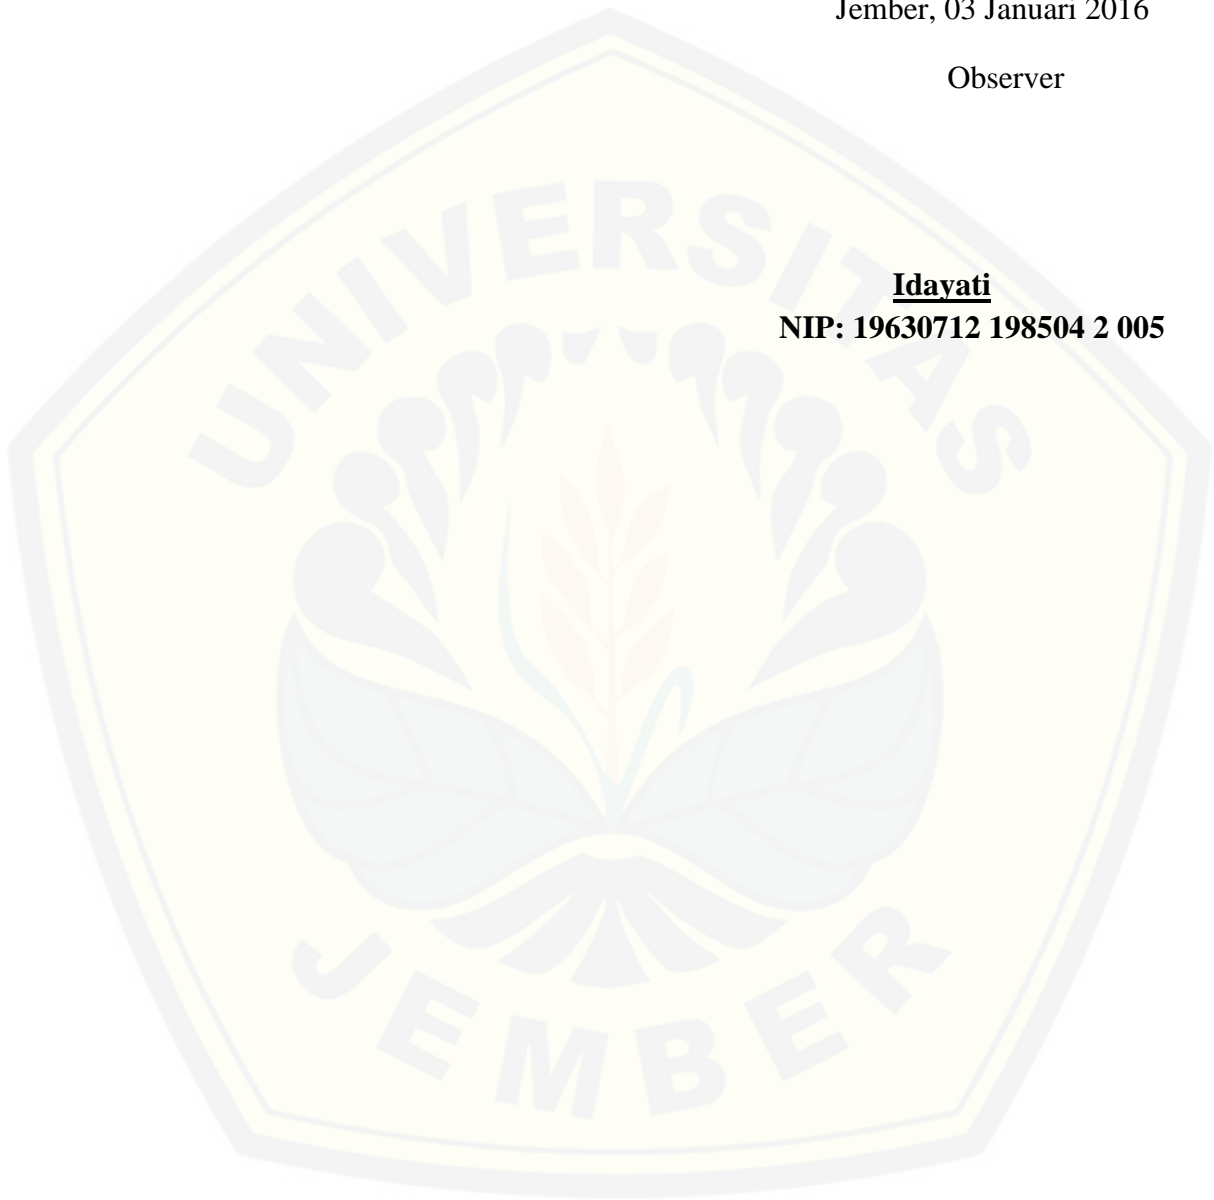 Jember, 03 Januari 2016
Observer
Idayati
NIP: 19630712 198504 2 005
UNIVERSITAS
JEMBER